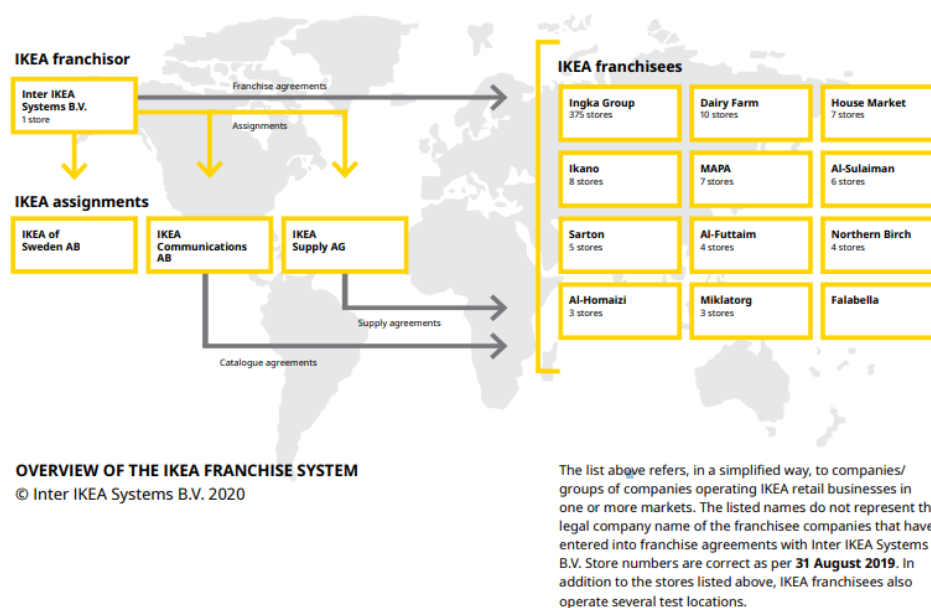 IKEA franchisor
Inter IKEA
Systems B.V.
1 store
Franchise agreements
Assignments
IKEA assignments
IKEA of
Sweden AB
IKEA
Communications
AB
IKEA
Supply AG
Supply agreements
Catalogue agreements
IKEA franchisees
Ingka Group
375 stores
Dairy Farm
10 stores
House Market
7 stores
Ikano
8 stores
MAPA
7 stores
Al-Sulaiman
6 stores
Sarton
5 stores
Al-Futtaim
4 stores
Northern Birch
4 stores
Al-Homaizi
3 stores
Miklatorg
3 stores
Falabella
OVERVIEW OF THE IKEA FRANCHISE SYSTEM
© Inter IKEA Systems B.V. 2020
The list above refers, in a simplified way, to companies/
groups of companies operating IKEA retail businesses in
one or more markets. The listed names do not represent th
legal company name of the franchisee companies that have
entered into franchise agreements with Inter IKEA Systems
B.V. Store numbers are correct as per 31 August 2019. In
addition to the stores listed above, IKEA franchisees also
operate several test locations.